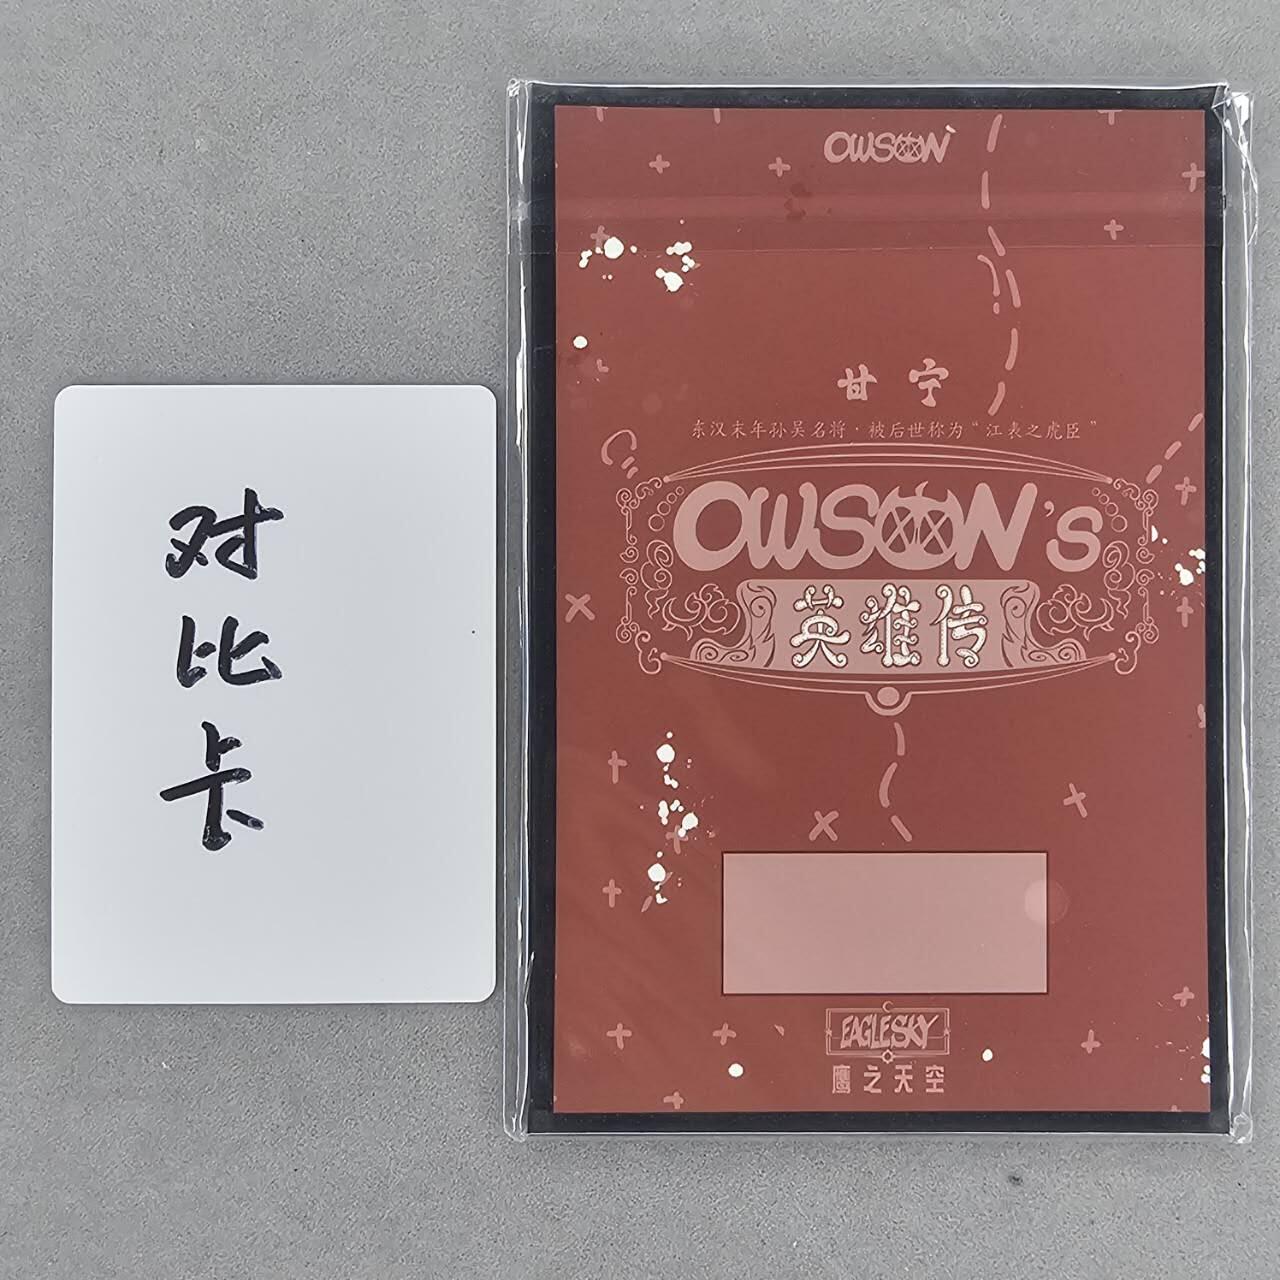 对
比
卡
OWSON
甘宁
东汉末年孙吴名将·被后世称为“江表之虎臣”
OWSON's
英雄传
EAGLESKY
鹰之天空